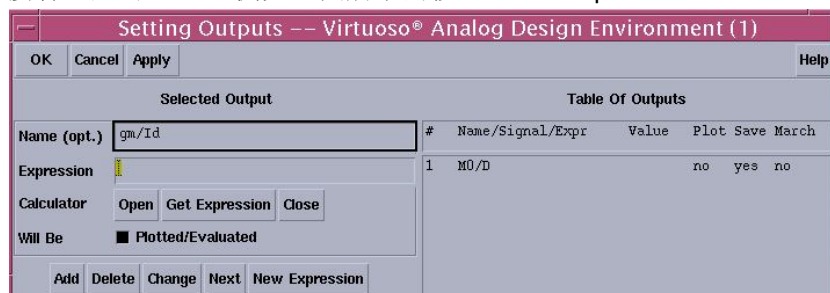 Setting Outputs -- Virtuoso® Analog Design Environment (1)
OK Cancel Apply Help
Selected Output
Name (opt.) gm/Id
Expression
Calculator Open Get Expression Close
Will Be Plotted/Evaluated
Add Delete Change Next New Expression
Table Of Outputs
# Name/Signal/Expr Value Plot Save March
1 M0/D no yes no